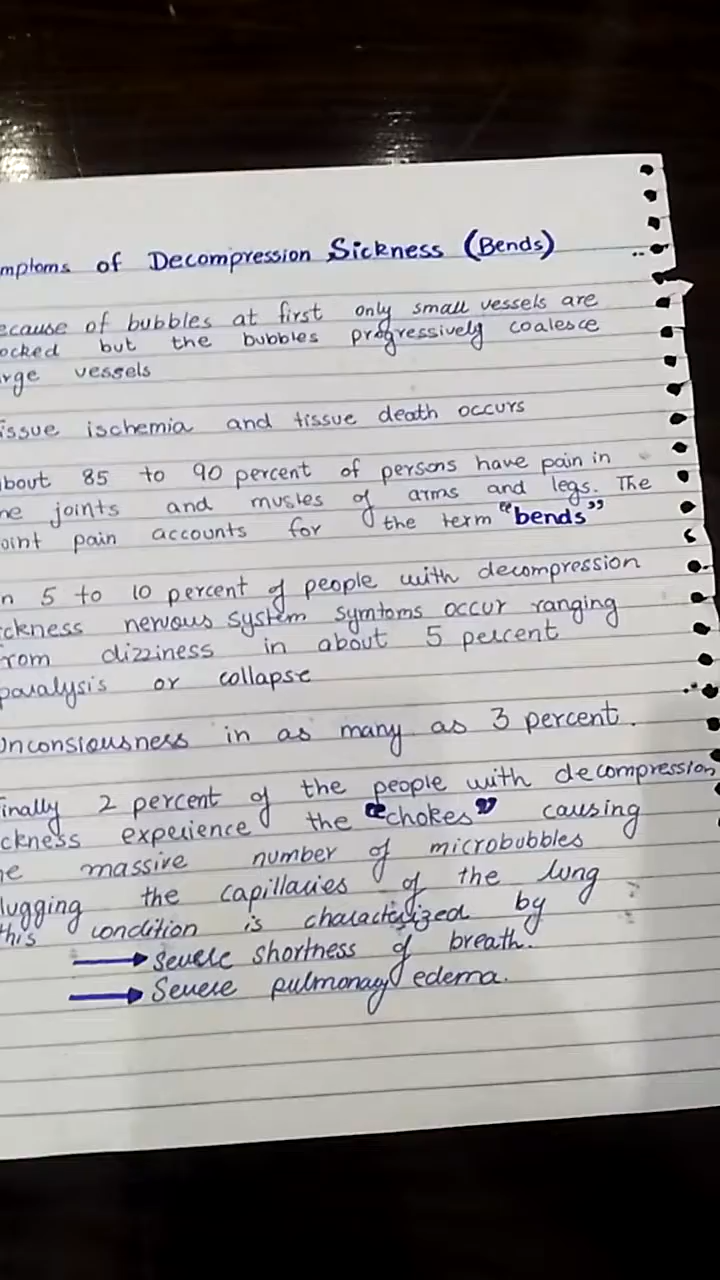 mptoms of Decompression Sickness (Bends)
ecause of bubbles at first only small vessels are
ocked but the bubbles progressively coalesce
rge vessels
issue ischemia and tissue death occurs
bout 85 to 90 percent of persons have pain in
he joints and musles of arms and legs. The
oint pain accounts for the term "bends"
n 5 to 10 percent of people with decompression
ckness nervous system symtoms occur ranging
rom dizziness in about 5 percent
paralysis or collapse
Unconsiousness in as many as 3 percent.
inally 2 percent of the people with decompression
ckness experience the "chokes" causing
he massive number of microbubbles
lugging the capillaries of the lung
this condition is characterized by
→ severe shortness of breath.
→ Severe pulmonary edema.